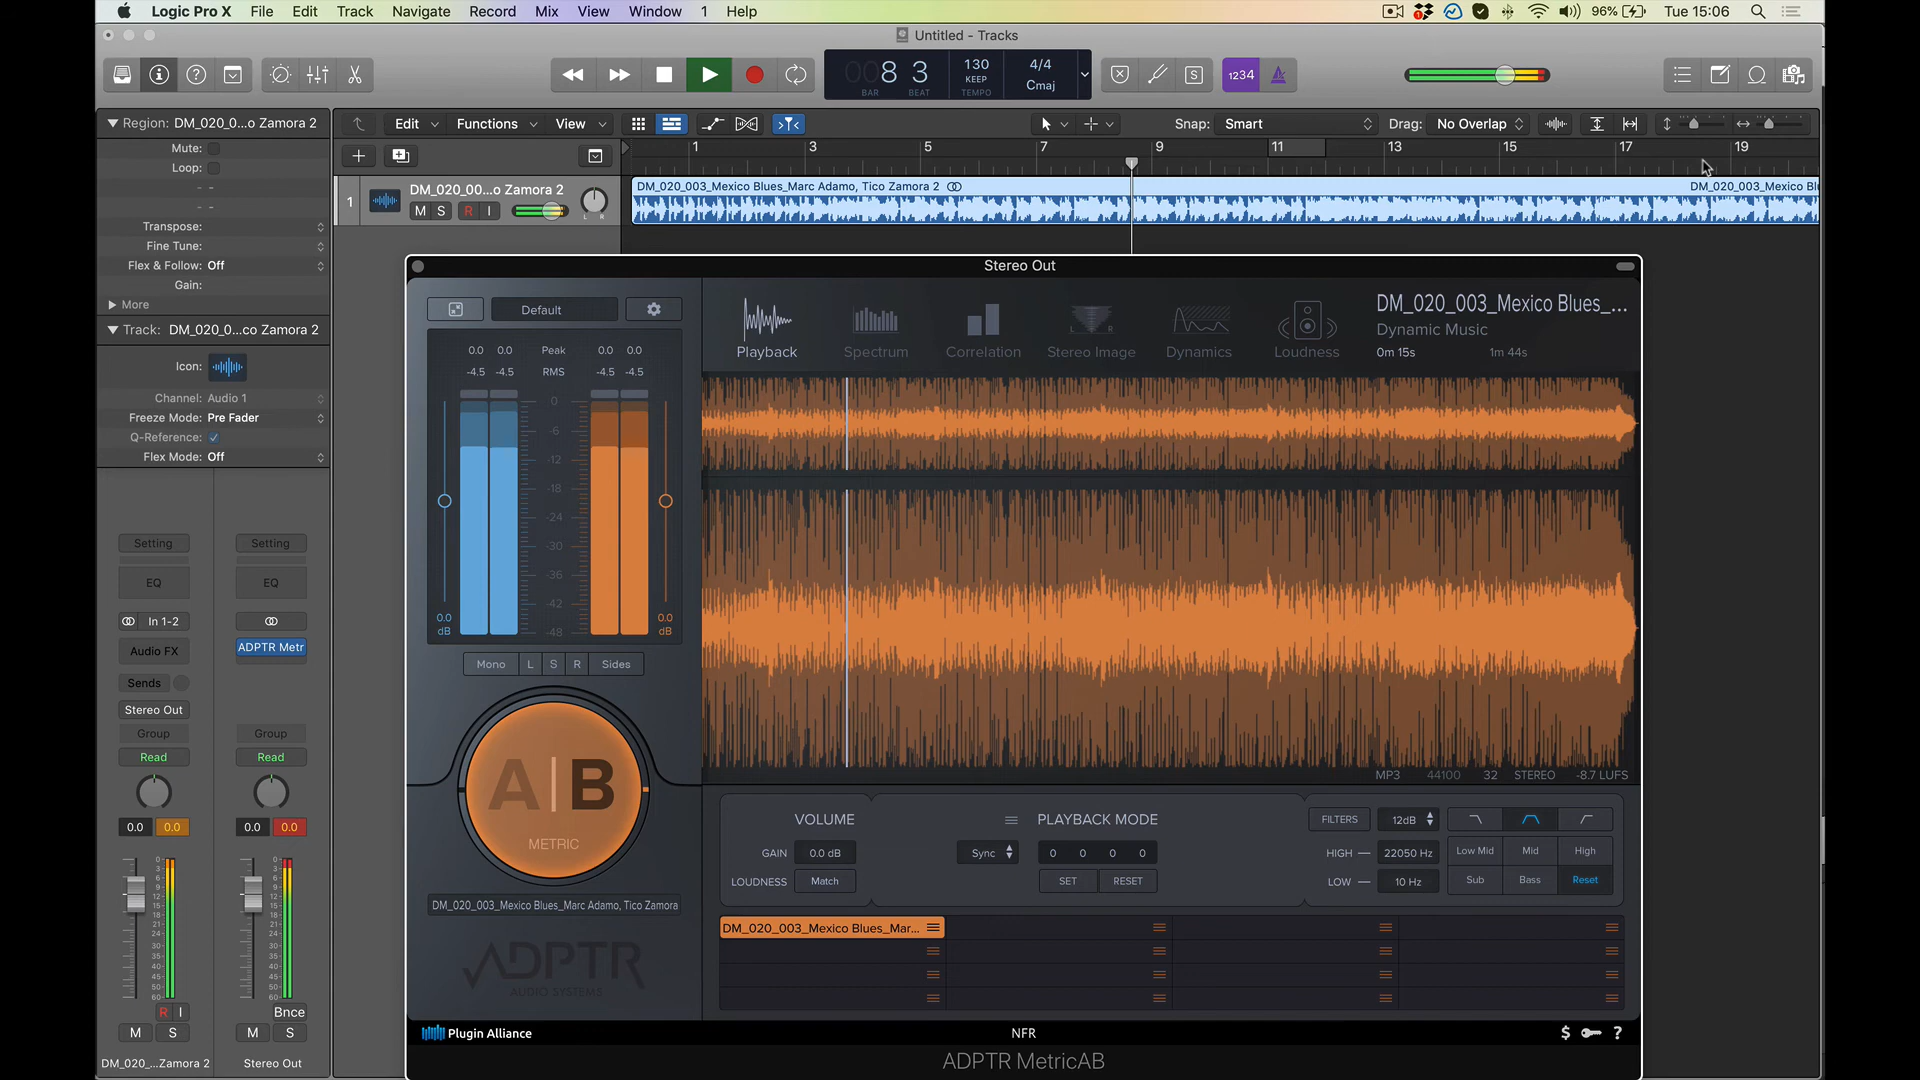 Logic Pro X File Edit Track Navigate Record Mix View Window 1 Help 96% Tue 15:06
Untitled - Tracks
008 3 130 4/4
KEEP Cmaj
BAR BEAT TEMPO
1234
Region: DM_020_0...o Zamora 2
Mute:
Loop:
Transpose:
Fine Tune:
Flex & Follow: Off
Gain:
More
Track: DM_020_0...co Zamora 2
Icon:
Channel: Audio 1
Freeze Mode: Pre Fader
Q-Reference:
Flex Mode: Off
Edit Functions View Snap: Smart Drag: No Overlap
1 3 5 7 9 11 13 15 17 19
1 DM_020_00...o Zamora 2
M S R I
L R
DM_020_003_Mexico Blues_Marc Adamo, Tico Zamora 2
DM_020_003_Mexico Bl
Setting Setting
EQ EQ
In 1-2
Audio FX ADPTR Metr
Sends
Stereo Out
Group Group
Read Read
0.0 0.0 0.0 0.0
R I Bnce
M S M S
DM_020_...Zamora 2 Stereo Out
Stereo Out
Default
0.0 0.0 Peak 0.0 0.0
-4.5 -4.5 RMS -4.5 -4.5
0
-6
-12
-18
-24
-30
-36
-42
-48
0.0 dB
0.0 dB
Mono L S R Sides
A|B
METRIC
DM_020_003_Mexico Blues_Marc Adamo, Tico Zamora
ADPTR
AUDIO SYSTEMS
Playback Spectrum Correlation Stereo Image Dynamics Loudness
L R
DM_020_003_Mexico Blues_...
Dynamic Music
0m 15s 1m 44s
MP3 44100 32 STEREO -8.7 LUFS
VOLUME
GAIN 0.0 dB
LOUDNESS Match
PLAYBACK MODE
Sync 0 0 0 0
SET RESET
FILTERS 12dB
HIGH 22050 Hz
LOW 10 Hz
Low Mid Mid High
Sub Bass Reset
DM_020_003_Mexico Blues_Mar...
Plugin Alliance NFR $ ?
ADPTR MetricAB